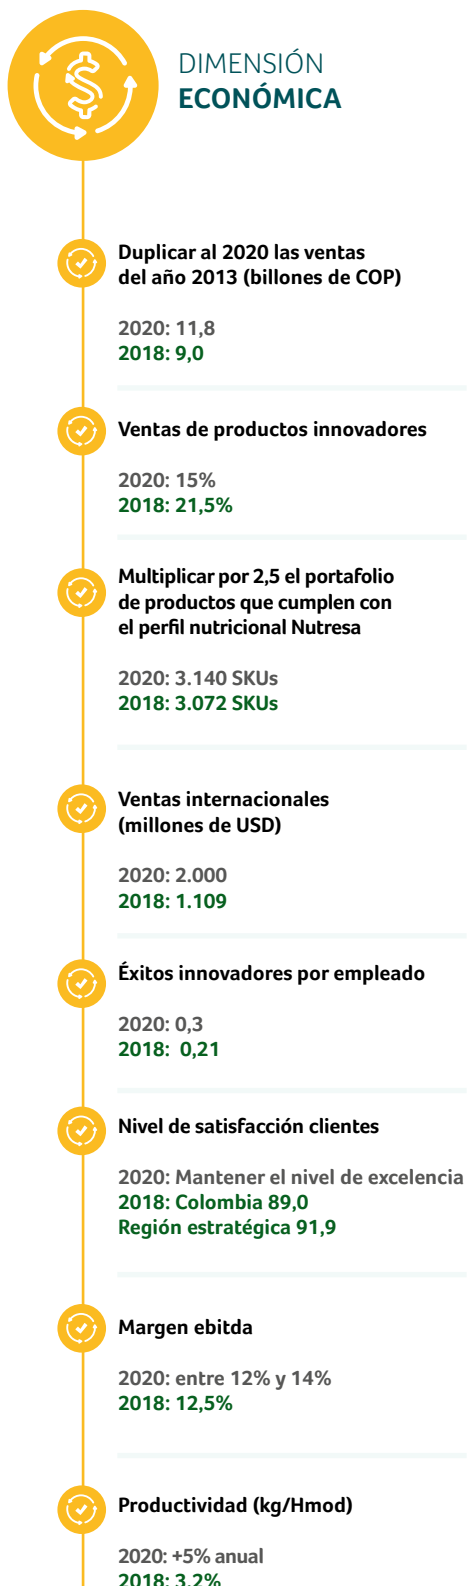 DIMENSIÓN
ECONÓMICA
Duplicar al 2020 las ventas
del año 2013 (billones de COP)
2020: 11,8
2018: 9,0
Ventas de productos innovadores
2020: 15%
2018: 21,5%
Multiplicar por 2,5 el portafolio
de productos que cumplen con
el perfil nutricional Nutresa
2020: 3.140 SKUs
2018: 3.072 SKUs
Ventas internacionales
(millones de USD)
2020: 2.000
2018: 1.109
Éxitos innovadores por empleado
2020: 0,3
2018: 0,21
Nivel de satisfacción clientes
2020: Mantener el nivel de excelencia
2018: Colombia 89,0
Región estratégica 91,9
Margen ebitda
2020: entre 12% y 14%
2018: 12,5%
Productividad (kg/Hmod)
2020: +5% anual
2018: 3,2%